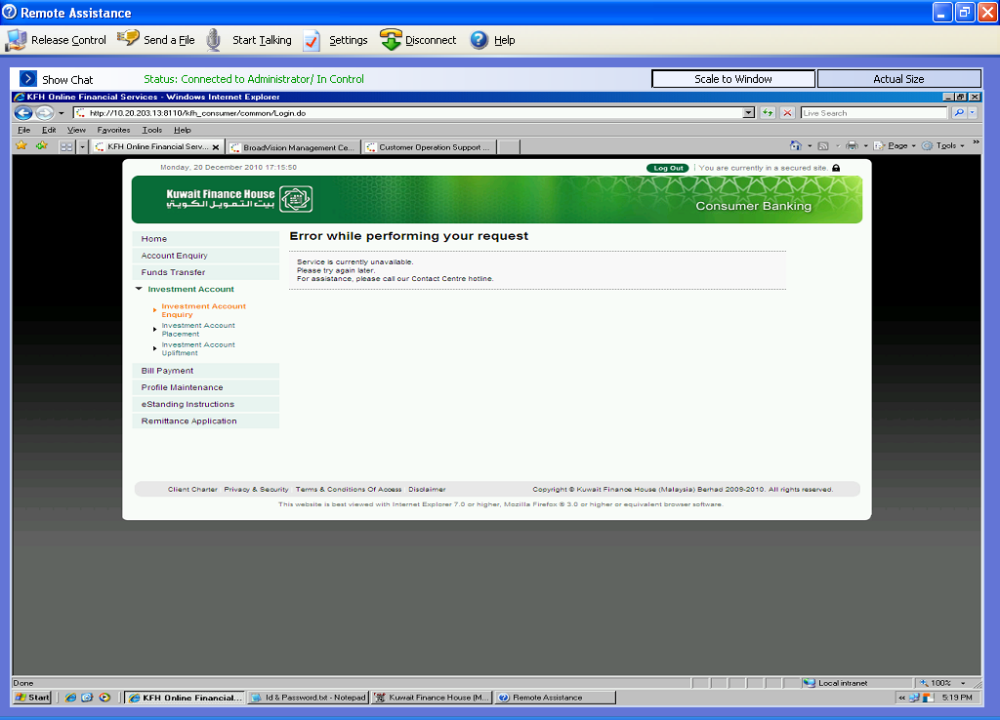 Remote Assistance
Release Control Send a File Start Talking Settings Disconnect Help
Show Chat Status: Connected to Administrator/ In Control Scale to Window Actual Size
KFH Online Financial Services - Windows Internet Explorer
http://10.20.203.13:8110/kfh_consumer/common/Login.do Live Search
File Edit View Favorites Tools Help
KFH Online Financial Serv... BroadVision Management Ce... Customer Operation Support ... Page Tools
Monday, 20 December 2010 17:15:50 Log Out You are currently in a secured site.
Kuwait Finance House
بيت التمويل الكويتي
Consumer Banking
Home
Account Enquiry
Funds Transfer
Investment Account
Investment Account
Enquiry
Investment Account
Placement
Investment Account
Upliftment
Bill Payment
Profile Maintenance
eStanding Instructions
Remittance Application
Error while performing your request
Service is currently unavailable.
Please try again later.
For assistance, please call our Contact Centre hotline.
Client Charter Privacy & Security Terms & Conditions Of Access Disclaimer Copyright © Kuwait Finance House (Malaysia) Berhad 2009-2010. All rights reserved.
This website is best viewed with Internet Explorer 7.0 or higher, Mozilla Firefox ® 3.0 or higher or equivalent browser software.
Done Local intranet 100%
Start KFH Online Financial... Id & Password.txt - Notepad Kuwait Finance House (M... Remote Assistance « 5:19 PM